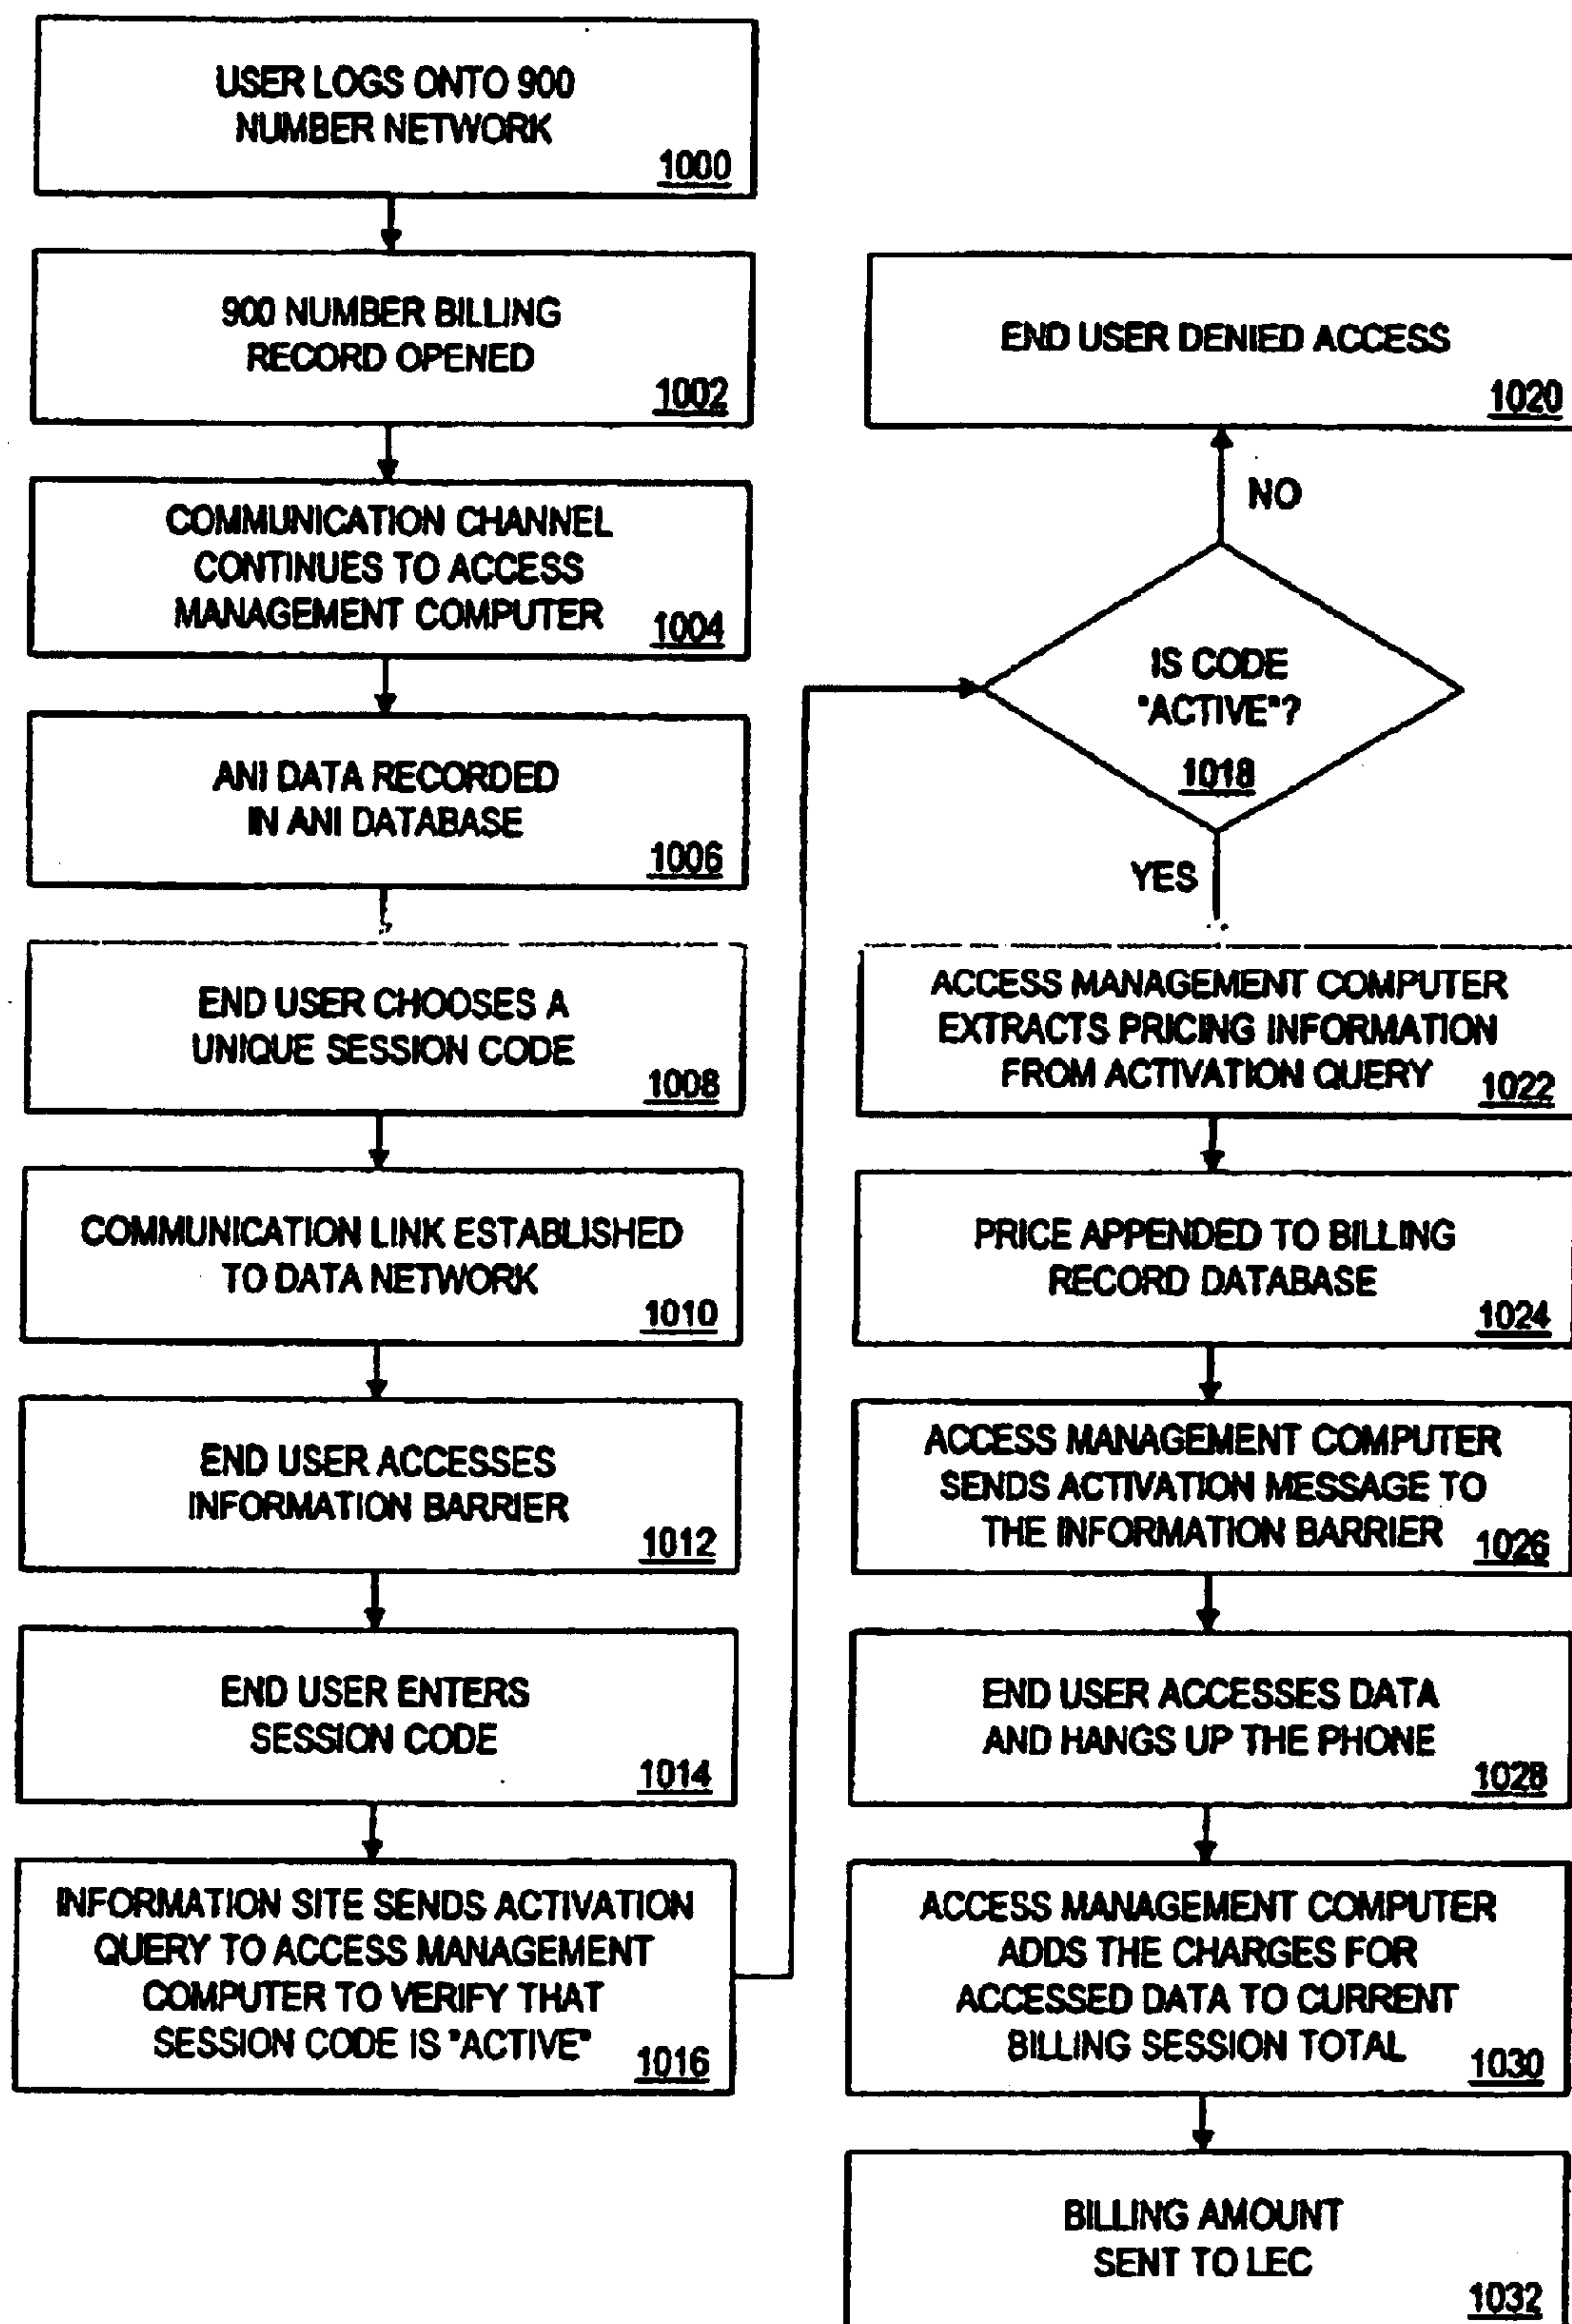 USER LOGS ONTO 900
NUMBER NETWORK
1000
900 NUMBER BILLING
RECORD OPENED
1002
COMMUNICATION CHANNEL
CONTINUES TO ACCESS
MANAGEMENT COMPUTER
1004
ANI DATA RECORDED
IN ANI DATABASE
1006
END USER CHOOSES A
UNIQUE SESSION CODE
1008
COMMUNICATION LINK ESTABLISHED
TO DATA NETWORK
1010
END USER ACCESSES
INFORMATION BARRIER
1012
END USER ENTERS
SESSION CODE
1014
INFORMATION SITE SENDS ACTIVATION
QUERY TO ACCESS MANAGEMENT
COMPUTER TO VERIFY THAT
SESSION CODE IS "ACTIVE"
1016
END USER DENIED ACCESS
1020
NO
IS CODE
"ACTIVE"?
1018
YES
ACCESS MANAGEMENT COMPUTER
EXTRACTS PRICING INFORMATION
FROM ACTIVATION QUERY
1022
PRICE APPENDED TO BILLING
RECORD DATABASE
1024
ACCESS MANAGEMENT COMPUTER
SENDS ACTIVATION MESSAGE TO
THE INFORMATION BARRIER
1026
END USER ACCESSES DATA
AND HANGS UP THE PHONE
1028
ACCESS MANAGEMENT COMPUTER
ADDS THE CHARGES FOR
ACCESSED DATA TO CURRENT
BILLING SESSION TOTAL
1030
BILLING AMOUNT
SENT TO LEC
1032